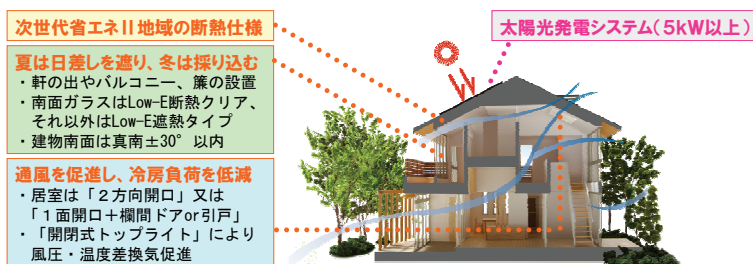 次世代省エネⅡ地域の断熱仕様
太陽光発電システム(5kW以上)
夏は日差しを遮り、冬は採り込む
・軒の出やバルコニー、簾の設置
・南面ガラスはLow-E断熱クリア、
それ以外はLow-E遮熱タイプ
・建物南面は真南±30°以内
通風を促進し、冷房負荷を低減
・居室は「２方向開口」又は
「１面開口＋欄間ドアor引戸」
・「開閉式トップライト」により
風圧・温度差換気促進